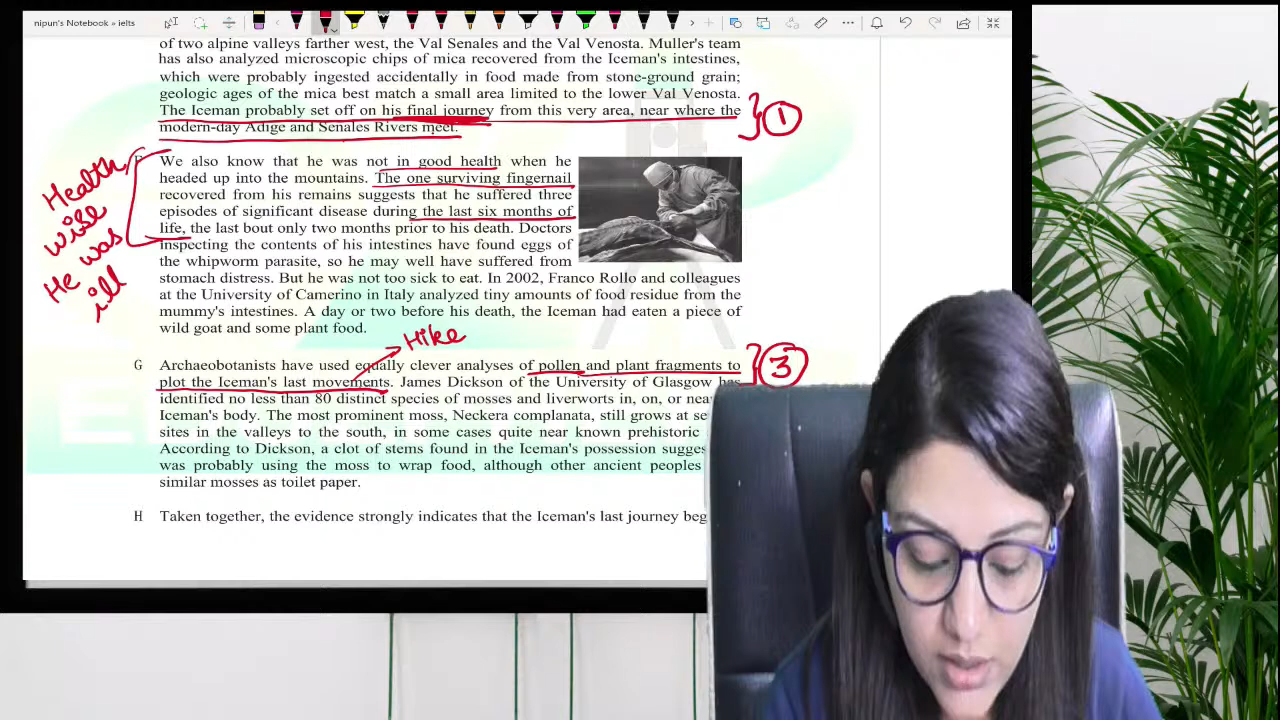 nipun's Notebook » ielts
of two alpine valleys farther west, the Val Senales and the Val Venosta. Muller's team
has also analyzed microscopic chips of mica recovered from the Iceman's intestines,
which were probably ingested accidentally in food made from stone-ground grain;
geologic ages of the mica best match a small area limited to the lower Val Venosta.
The Iceman probably set off on his final journey from this very area, near where the
modern-day Adige and Senales Rivers meet.
1
Health
wise
He was
ill
We also know that he was not in good health when he
headed up into the mountains. The one surviving fingernail
recovered from his remains suggests that he suffered three
episodes of significant disease during the last six months of
life, the last bout only two months prior to his death. Doctors
inspecting the contents of his intestines have found eggs of
the whipworm parasite, so he may well have suffered from
stomach distress. But he was not too sick to eat. In 2002, Franco Rollo and colleagues
at the University of Camerino in Italy analyzed tiny amounts of food residue from the
mummy's intestines. A day or two before his death, the Iceman had eaten a piece of
wild goat and some plant food.
Hike
G Archaeobotanists have used equally clever analyses of pollen and plant fragments to
plot the Iceman's last movements. James Dickson of the University of Glasgow has
3
identified no less than 80 distinct species of mosses and liverworts in, on, or near
Iceman's body. The most prominent moss, Neckera complanata, still grows at
sites in the valleys to the south, in some cases quite near known prehistoric
According to Dickson, a clot of stems found in the Iceman's possession
was probably using the moss to wrap food, although other ancient peoples
similar mosses as toilet paper.
H Taken together, the evidence strongly indicates that the Iceman's last journey